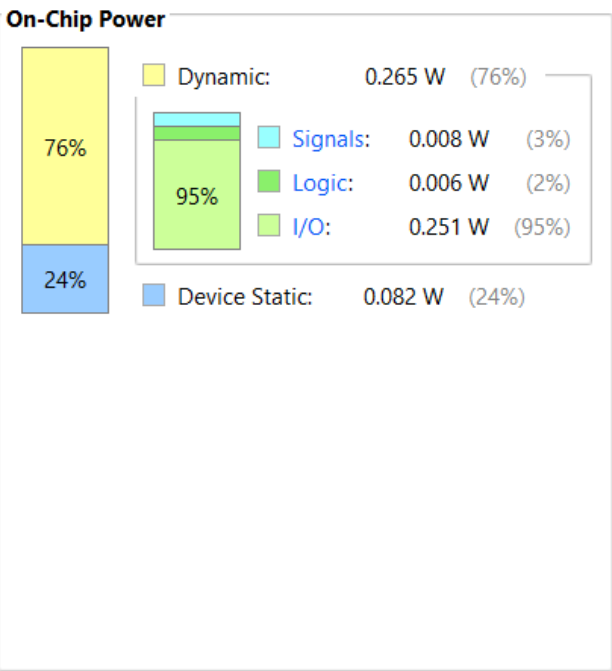 On-Chip Power
Dynamic: 0.265 W (76%)
76%
Signals: 0.008 W (3%)
Logic: 0.006 W (2%)
95%
I/O: 0.251 W (95%)
24%
Device Static: 0.082 W (24%)